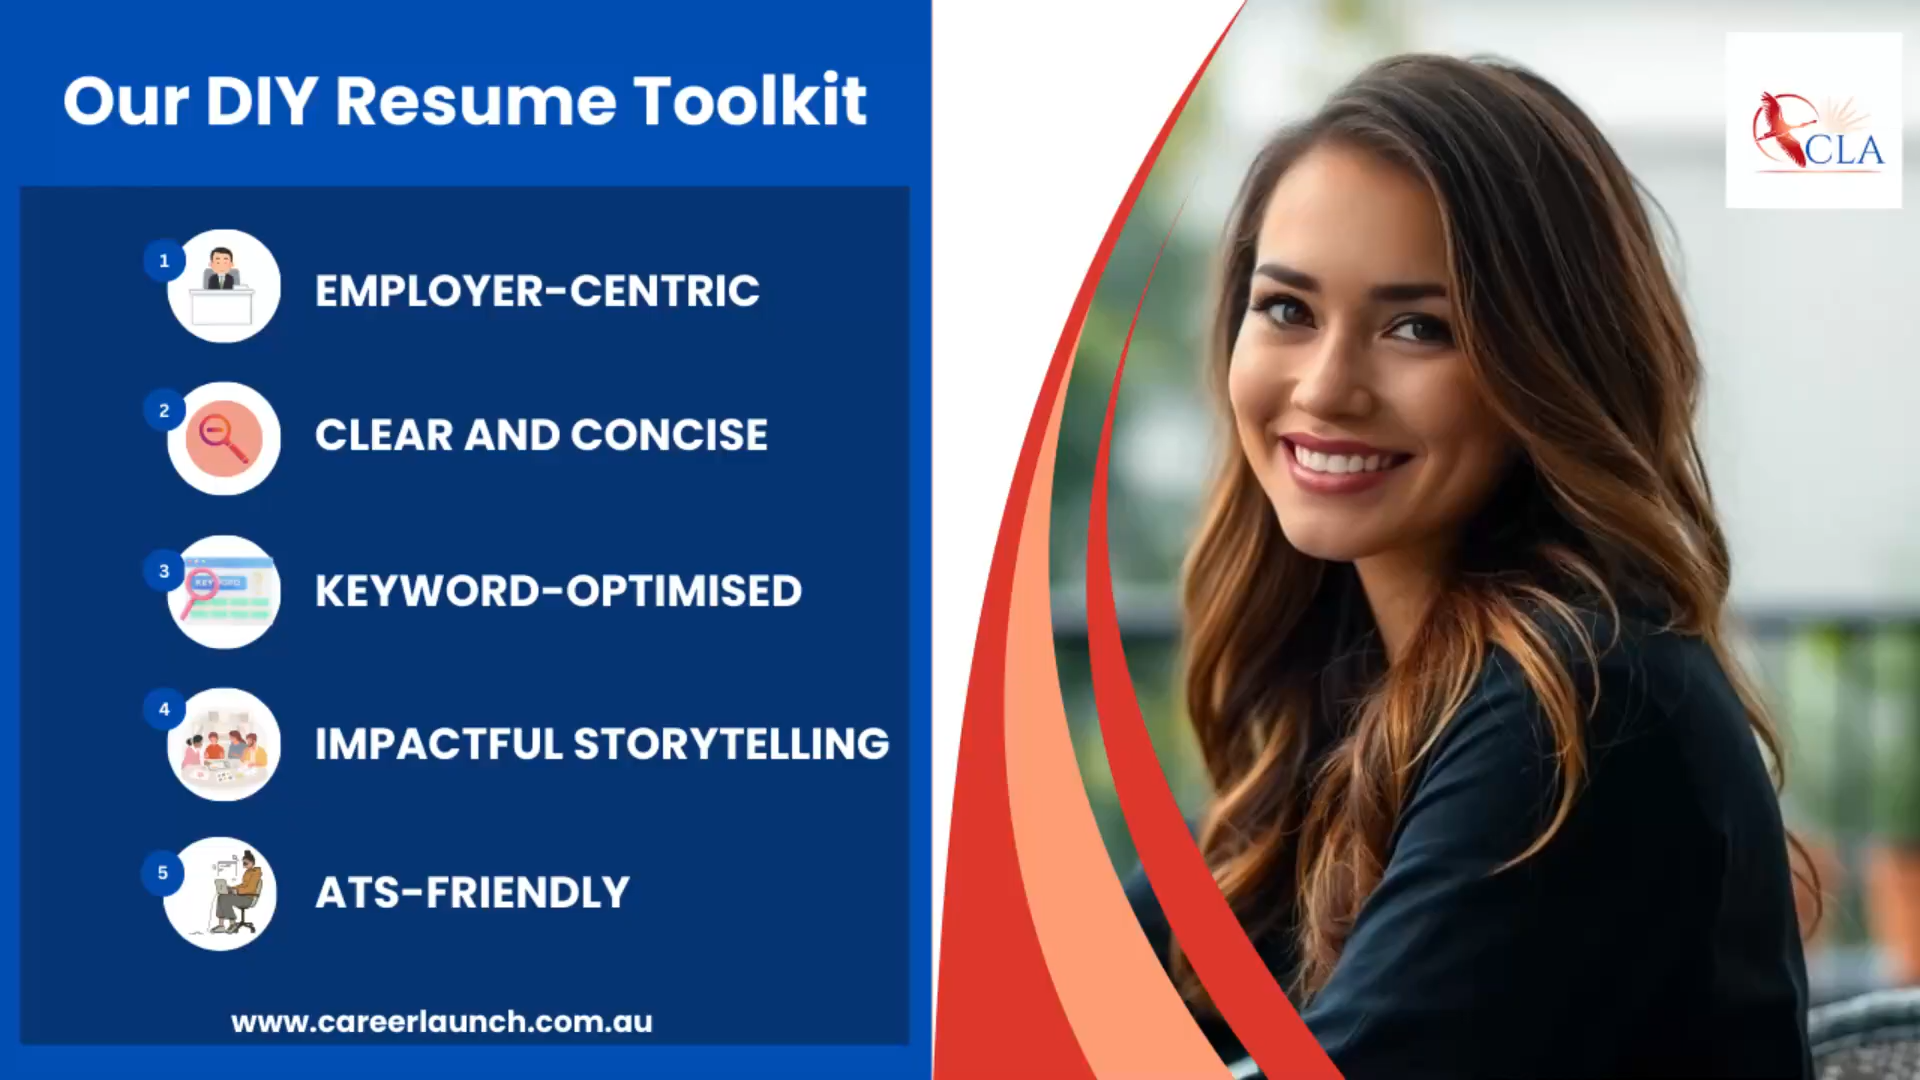 Our DIY Resume Toolkit
CLA
1
EMPLOYER-CENTRIC
2
CLEAR AND CONCISE
3
KEYWORD
KEYWORD-OPTIMISED
4
IMPACTFUL STORYTELLING
5
ATS-FRIENDLY
www.careerlaunch.com.au